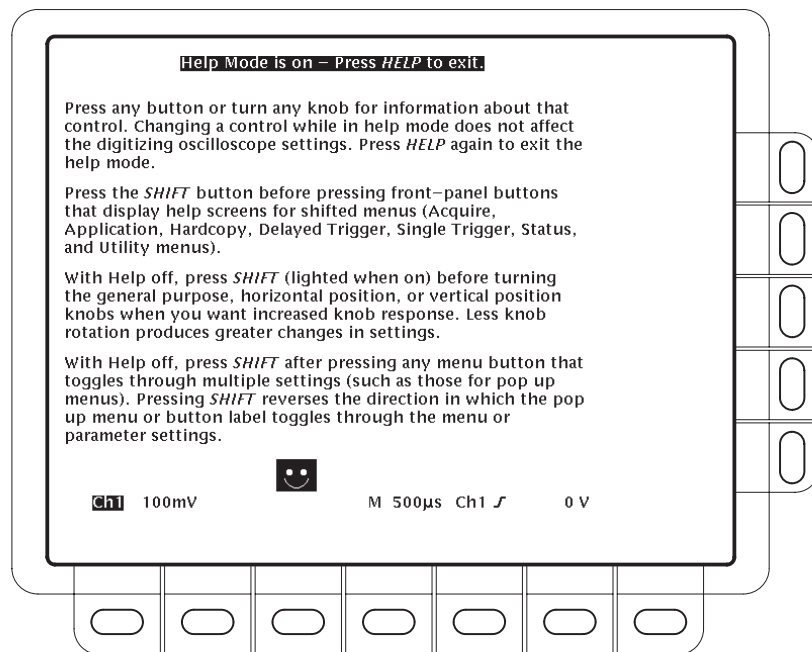 Help Mode is on – Press HELP to exit.
Press any button or turn any knob for information about that
control. Changing a control while in help mode does not affect
the digitizing oscilloscope settings. Press HELP again to exit the
help mode.
Press the SHIFT button before pressing front–panel buttons
that display help screens for shifted menus (Acquire,
Application, Hardcopy, Delayed Trigger, Single Trigger, Status,
and Utility menus).
With Help off, press SHIFT (lighted when on) before turning
the general purpose, horizontal position, or vertical position
knobs when you want increased knob response. Less knob
rotation produces greater changes in settings.
With Help off, press SHIFT after pressing any menu button that
toggles through multiple settings (such as those for pop up
menus). Pressing SHIFT reverses the direction in which the pop
up menu or button label toggles through the menu or
parameter settings.
Ch1 100mV M 500µs Ch1 0 V